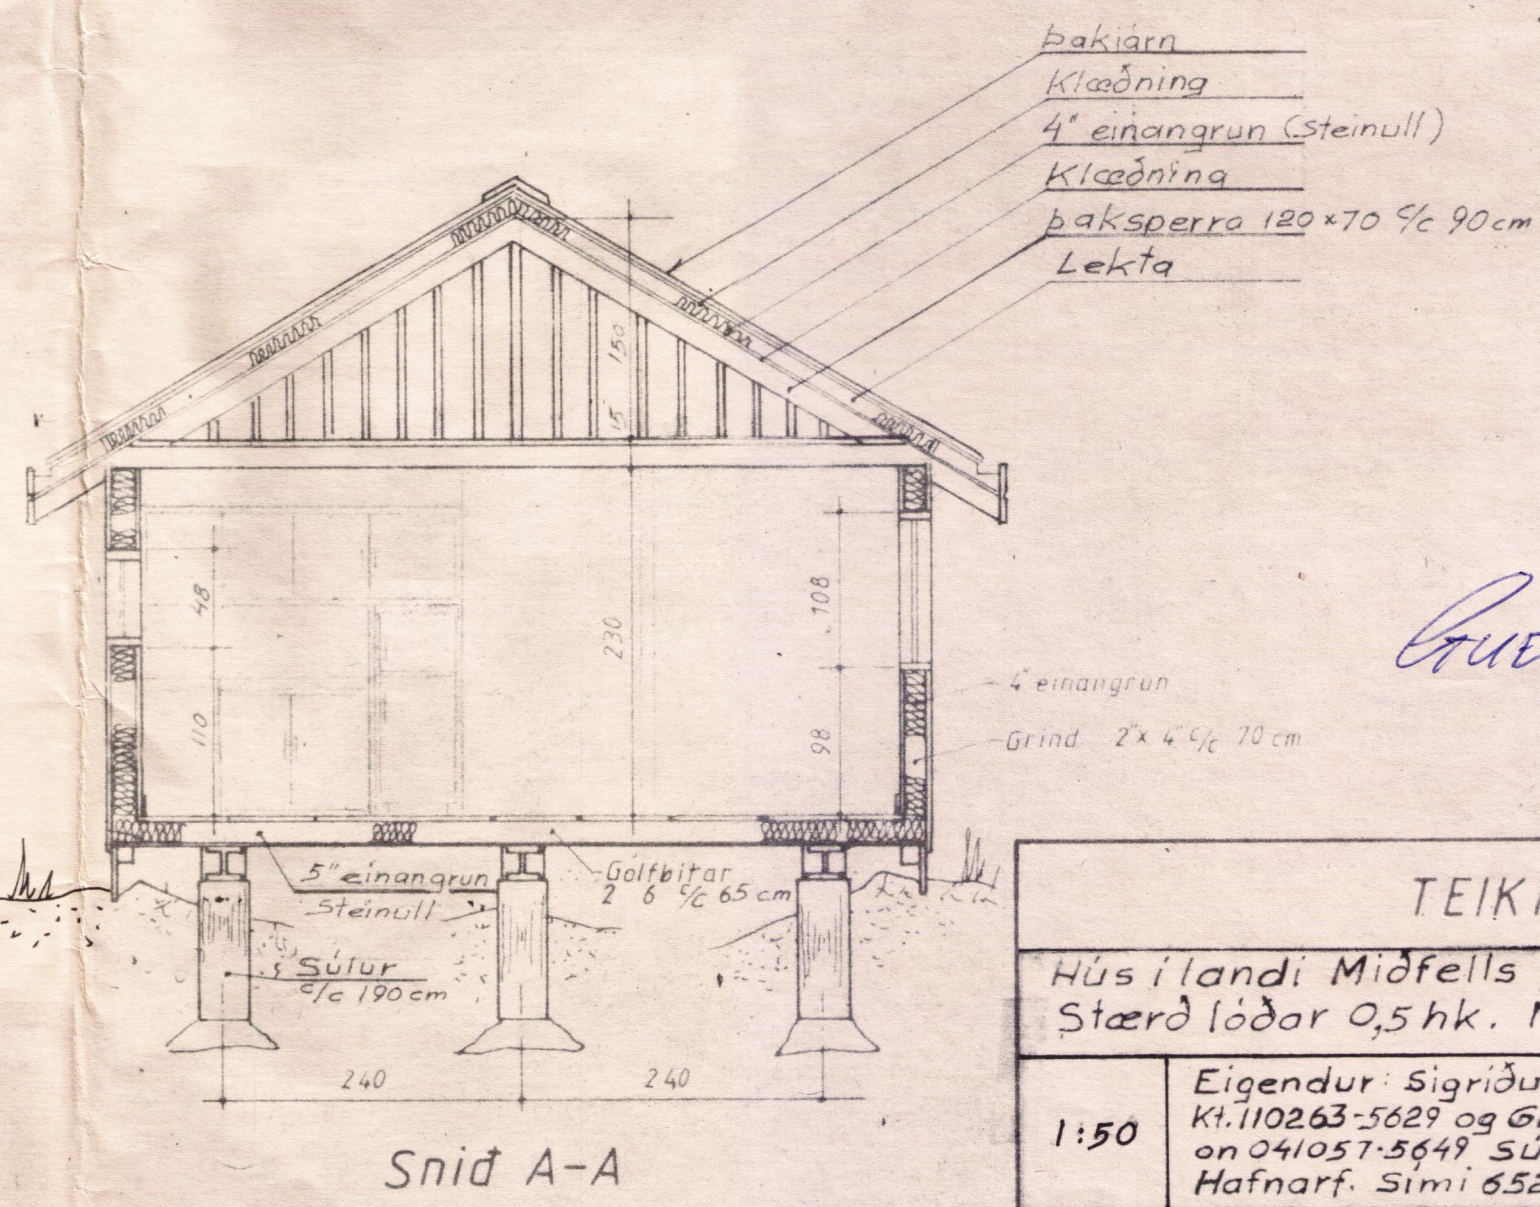 Þakjárn
Klæðning
4" einangrun (Steinull)
Klæðning
Þaksperra 120×70 c/c 90cm
Lekta
150
15
48
110
230
108
98
4" einangrun
Grind 2"x 4" c/c 70 cm
5" einangrun
Steinull
Gólfbitar
2 6 c/c 65 cm
Súlur
c/c 190cm
240
240
Snið A-A
TEIK
Hús í landi Miðfells
Stærð lóðar 0,5 hk.
1:50
Eigendur: Sigríðu
Kt. 110263-5629 og G
on 041057-5649 Sú
Hafnarf. Sími 652